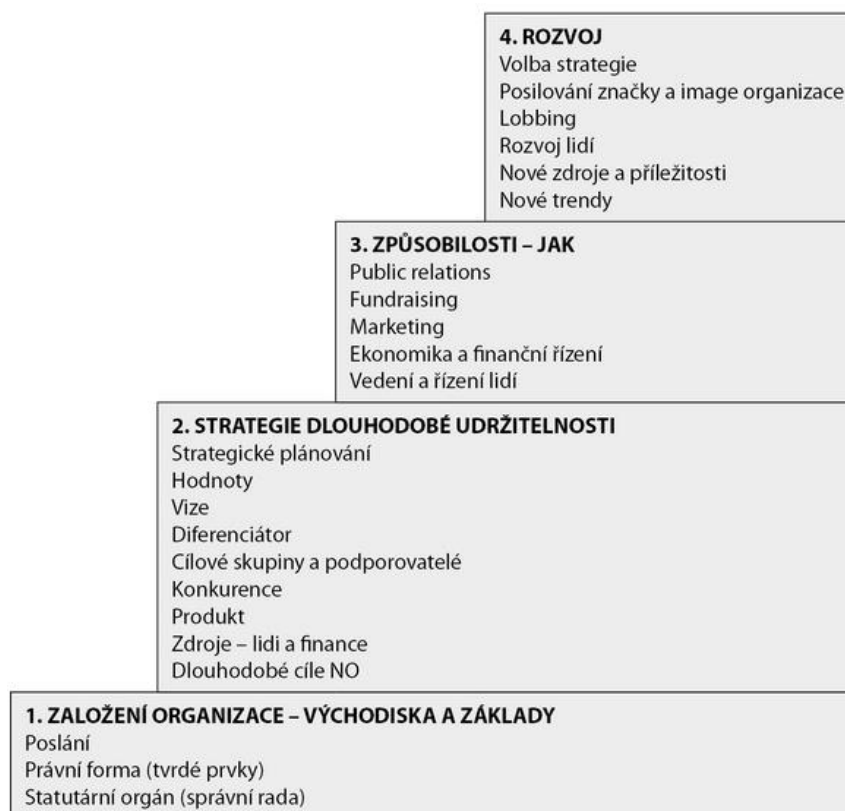 4. ROZVOJ
Volba strategie
Posilování značky a image organizace
Lobbing
Rozvoj lidí
Nové zdroje a příležitosti
Nové trendy
3. ZPŮSOBILOSTI – JAK
Public relations
Fundraising
Marketing
Ekonomika a finanční řízení
Vedení a řízení lidí
2. STRATEGIE DLOUHODOBÉ UDRŽITELNOSTI
Strategické plánování
Hodnoty
Vize
Diferenciátor
Cílové skupiny a podporovatelé
Konkurence
Produkt
Zdroje – lidi a finance
Dlouhodobé cíle NO
1. ZALOŽENÍ ORGANIZACE – VÝCHODISKA A ZÁKLADY
Poslání
Právní forma (tvrdé prvky)
Statutární orgán (správní rada)